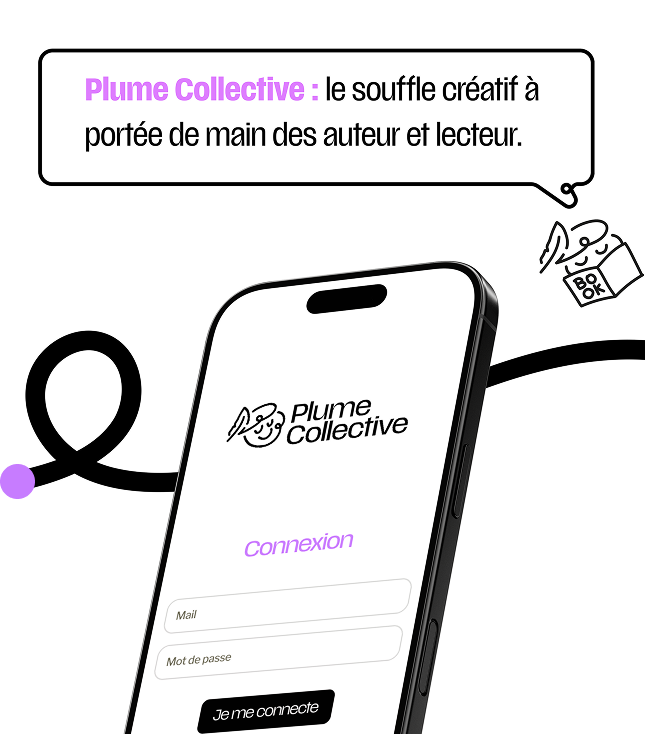 Plume Collective : le souffle créatif à
portée de main des auteur et lecteur.
BO
OK
Plume
Collective
Connexion
Mail
Mot de passe
Je me connecte